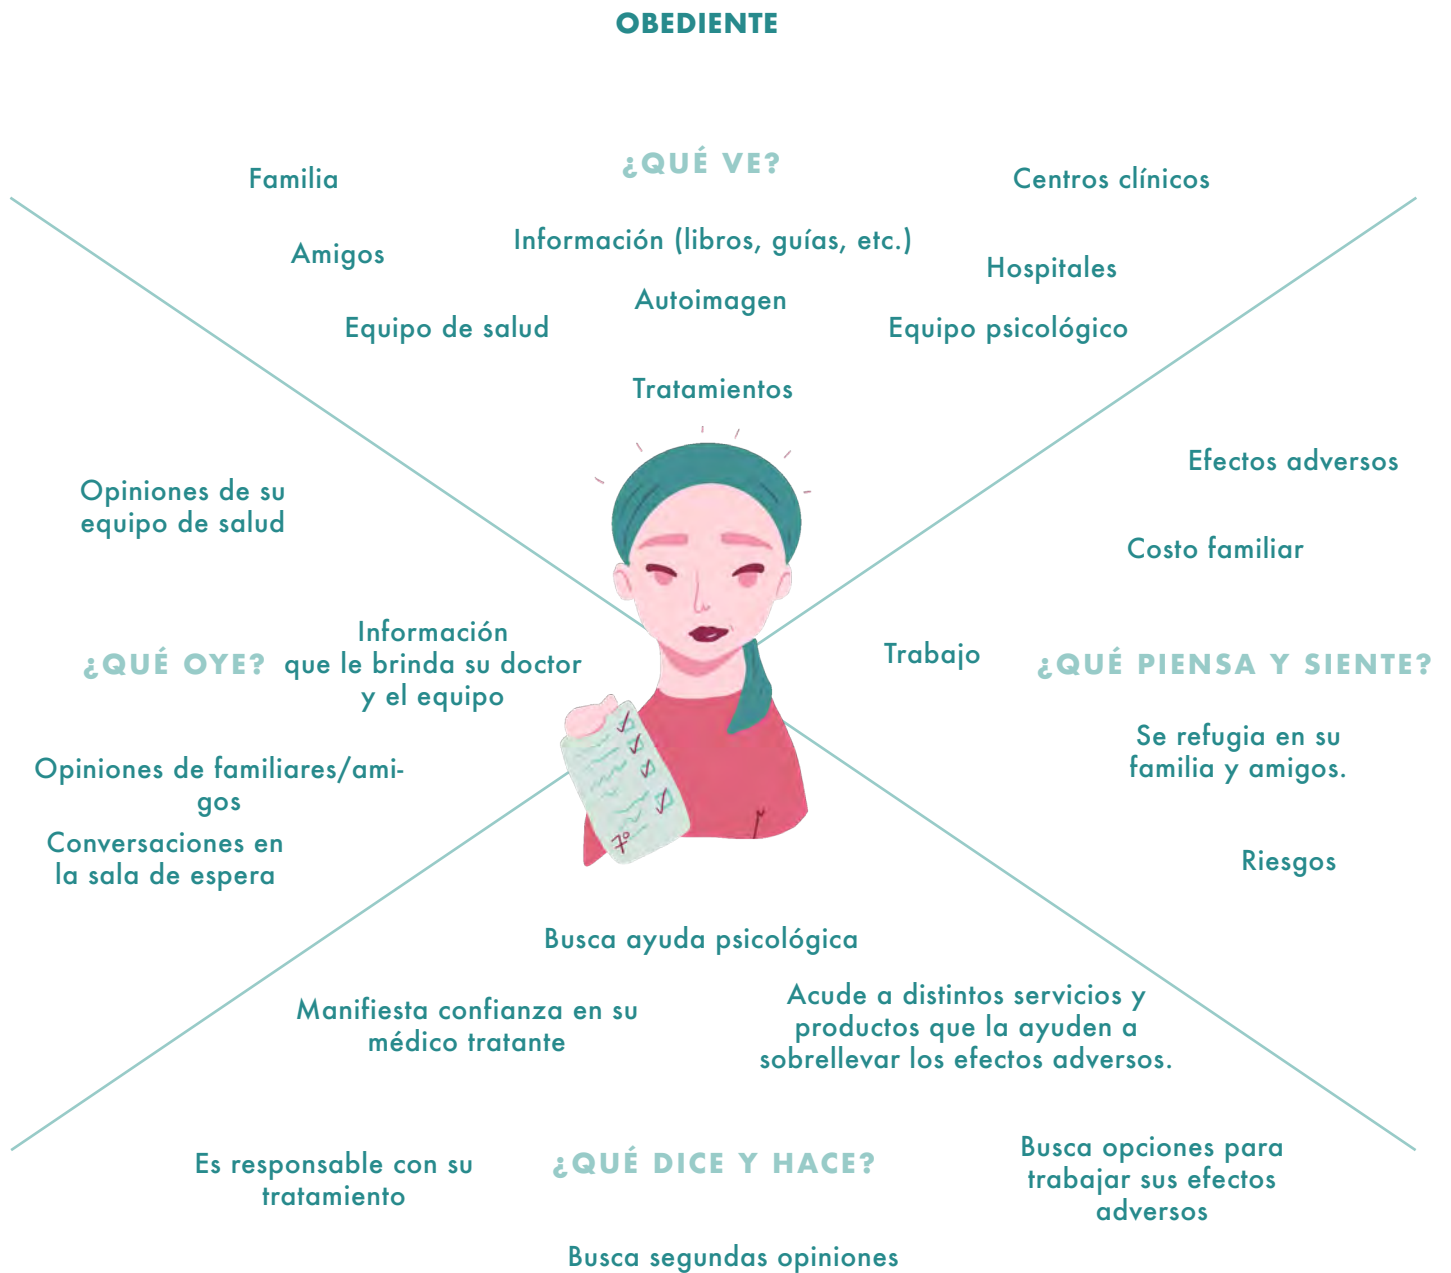 OBEDIENTE
¿QUÉ VE?
Familia
Centros clínicos
Información (libros, guías, etc.)
Amigos
Hospitales
Autoimagen
Equipo de salud
Equipo psicológico
Tratamientos
Opiniones de su
equipo de salud
¿QUÉ OYE?
Información
que le brinda su doctor
y el equipo
Opiniones de familiares/ami-
gos
Conversaciones en
la sala de espera
Efectos adversos
Costo familiar
Trabajo
¿QUÉ PIENSA Y SIENTE?
Se refugia en su
familia y amigos.
Riesgos
7º
Busca ayuda psicológica
Manifiesta confianza en su
médico tratante
Acude a distintos servicios y
productos que la ayuden a
sobrellevar los efectos adversos.
Es responsable con su
tratamiento
¿QUÉ DICE Y HACE?
Busca opciones para
trabajar sus efectos
adversos
Busca segundas opiniones